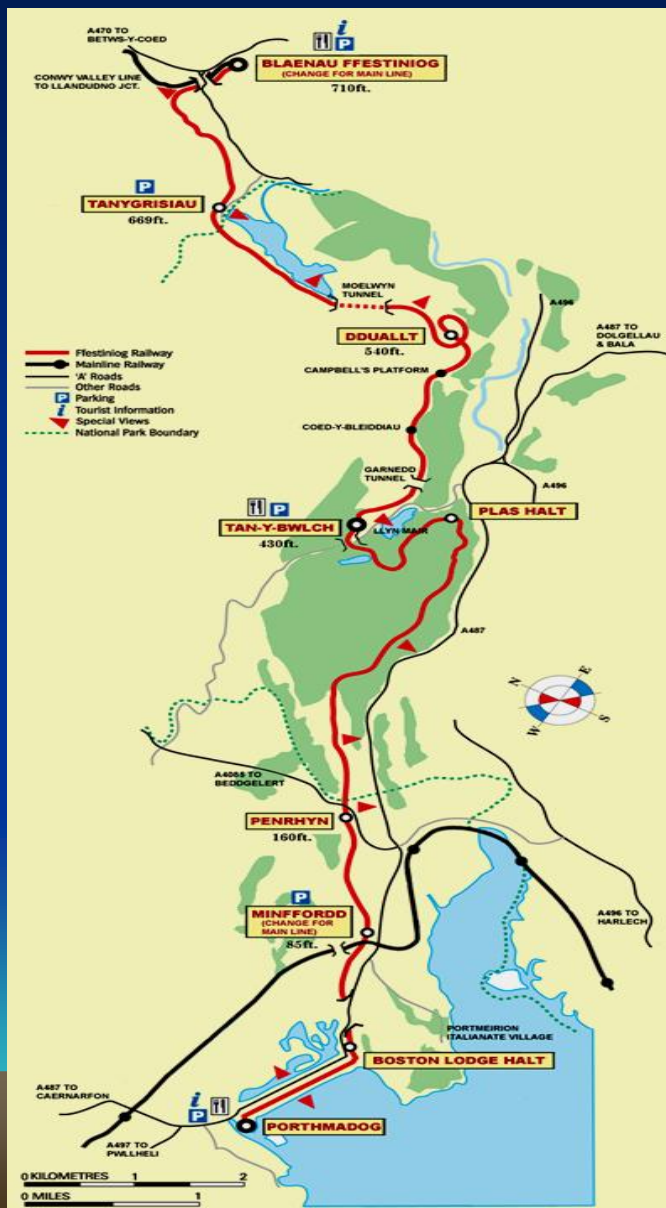 A470 TO
BETWS-Y-COED
i
P
BLAENAU FFESTINIOG
(CHANGE FOR MAIN LINE)
710ft.
CONWY VALLEY LINE
TO LLANDUDNO JCT.
P
TANYGRISIAU
669ft.
MOELWYN
TUNNEL
A496
DDUALLT
540ft.
A487 TO
DOLGELLAU
& BALA
Ffestiniog Railway
Mainline Railway
'A' Roads
Other Roads
P Parking
i Tourist Information
Special Views
National Park Boundary
CAMPBELL'S PLATFORM
COED-Y-BLEIDDIAU
GARNEDD
TUNNEL
A496
P
TAN-Y-BWLCH
430ft.
LLYN MAIR
PLAS HALT
A487
N
E
W
S
A4085 TO
BEDDGELERT
PENRHYN
160ft.
P
MINFFORDD
(CHANGE FOR
MAIN LINE)
85ft.
A496 TO
HARLECH
PORTMEIRION
ITALIANATE VILLAGE
BOSTON LODGE HALT
A487 TO
CAERNARFON
i
P
PORTHMADOG
A497 TO
PWLLHELI
0 KILOMETRES 1 2
0 MILES 1